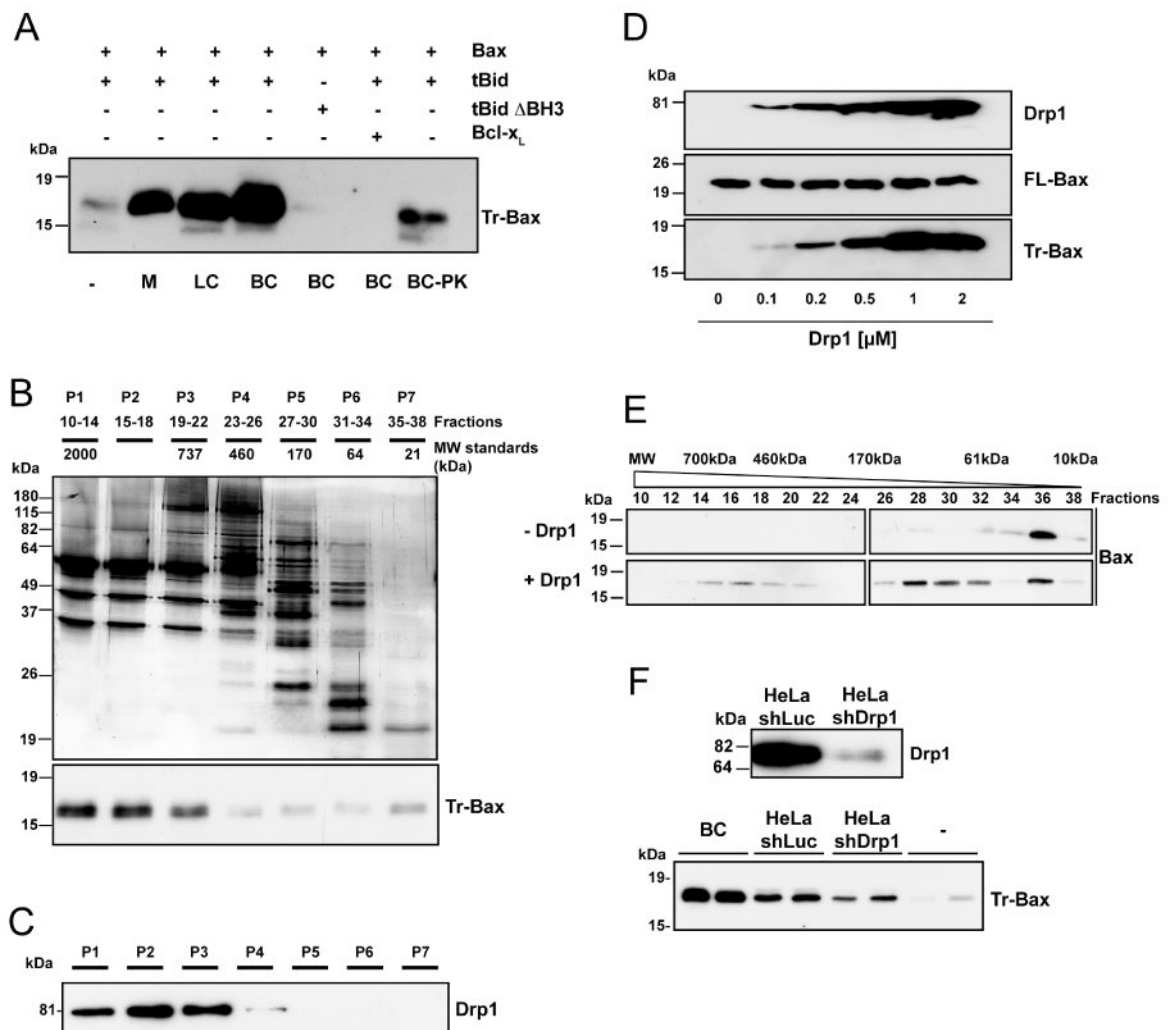 A
+ + + + + + + Bax
+ + + + - + + tBid
- - - - + - - tBid ΔBH3
- - - - - + - Bcl-xL
kDa
19
15
Tr-Bax
- M LC BC BC BC BC-PK
B
P1 P2 P3 P4 P5 P6 P7
10-14 15-18 19-22 23-26 27-30 31-34 35-38 Fractions
2000 737 460 170 64 21 MW standards
(kDa)
kDa
180
115
82
64
49
37
26
19
19
15
Tr-Bax
C
P1 P2 P3 P4 P5 P6 P7
kDa
81
Drp1
D
kDa
81
Drp1
26
19
FL-Bax
19
15
Tr-Bax
0 0.1 0.2 0.5 1 2
Drp1 [µM]
E
MW 700kDa 460kDa 170kDa 61kDa 10kDa
kDa 10 12 14 16 18 20 22 24 26 28 30 32 34 36 38 Fractions
- Drp1
19
15
+ Drp1
19
15
Bax
F
HeLa HeLa
shLuc shDrp1
kDa
82
64
Drp1
BC HeLa HeLa -
shLuc shDrp1
kDa
19-
15-
Tr-Bax